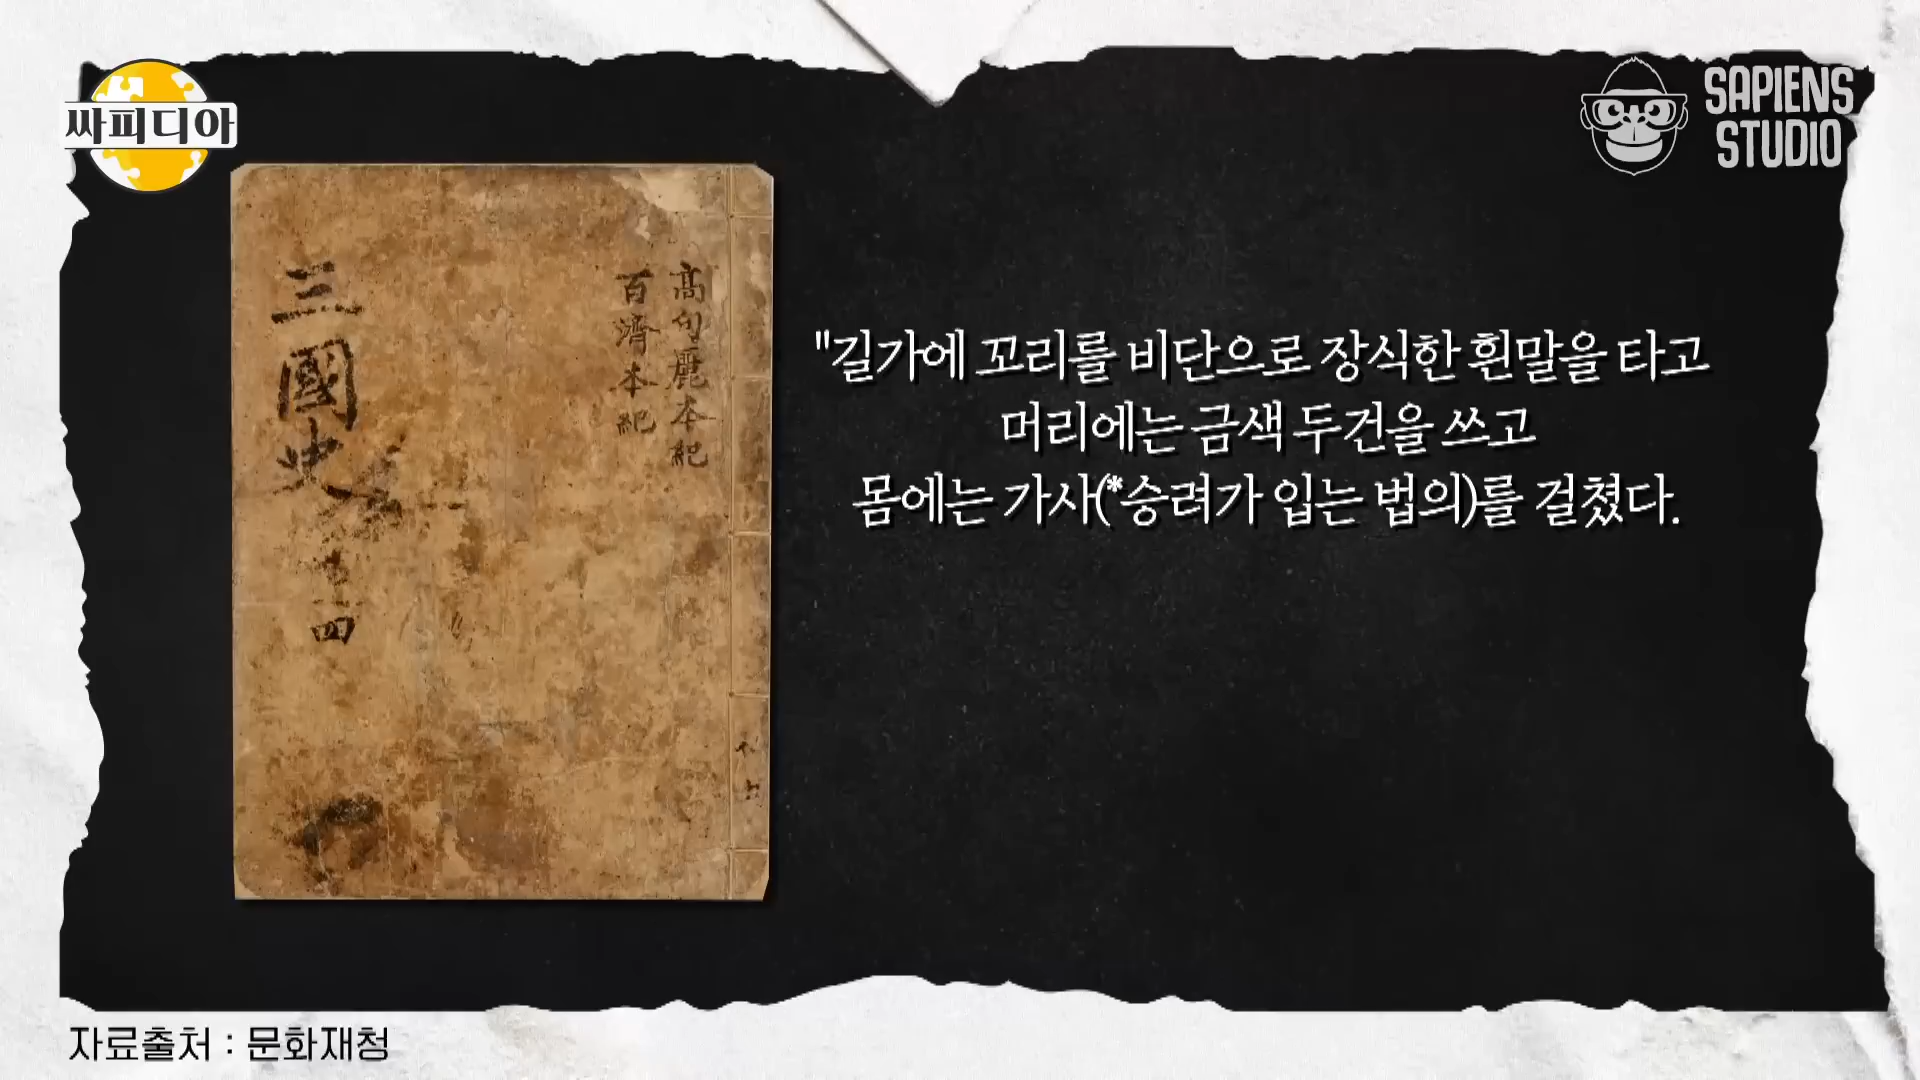 싸피디아
SAPIENS
STUDIO
高句麗本紀
百濟本紀
三國史
四
"길가에 꼬리를 비단으로 장식한 흰말을 타고
머리에는 금색 두건을 쓰고
몸에는 가사(*승려가 입는 법의)를 걸쳤다.
자료출처 : 문화재청